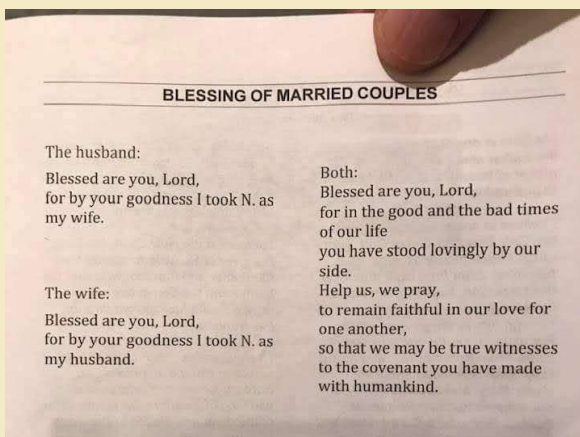 BLESSING OF MARRIED COUPLES
The husband:
Blessed are you, Lord,
for by your goodness I took N. as
my wife.
The wife:
Blessed are you, Lord,
for by your goodness I took N. as
my husband.
Both:
Blessed are you, Lord,
for in the good and the bad times
of our life
you have stood lovingly by our
side.
Help us, we pray,
to remain faithful in our love for
one another,
so that we may be true witnesses
to the covenant you have made
with humankind.